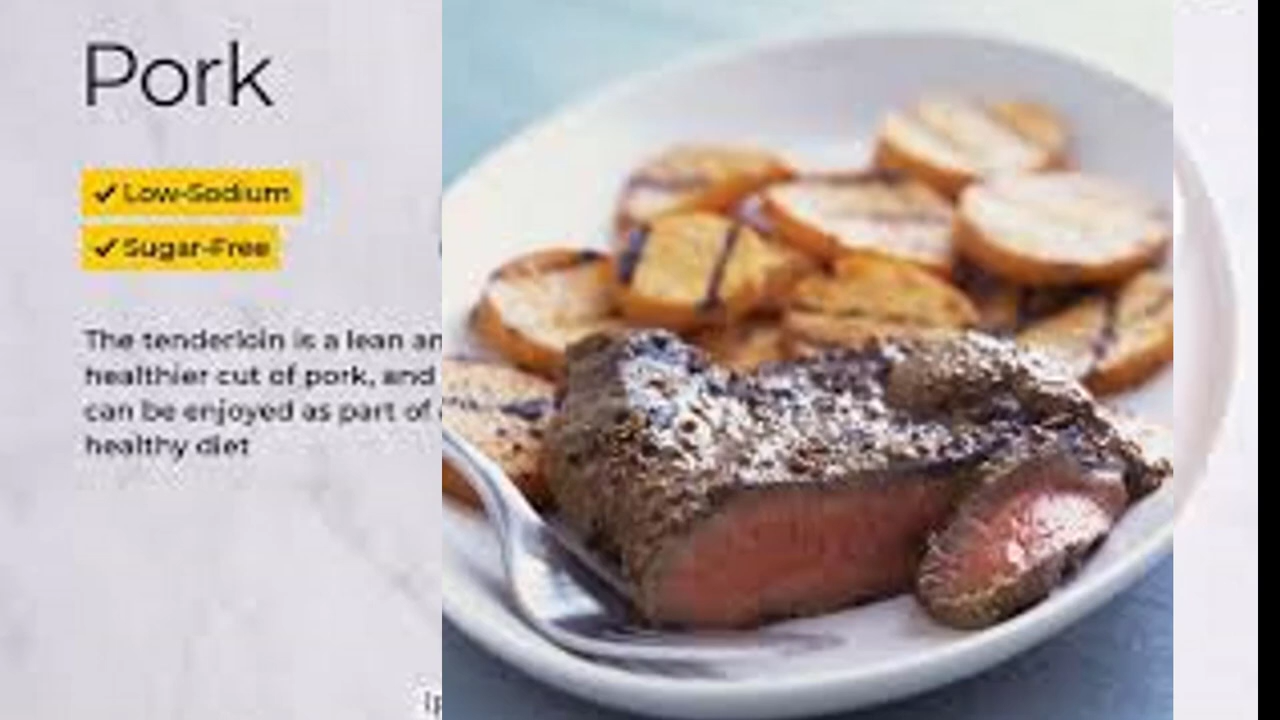 Pork
✓ Low-Sodium
✓ Sugar-Free
The tenderloin is a lean an
healthier cut of pork, and
can be enjoyed as part of
healthy diet